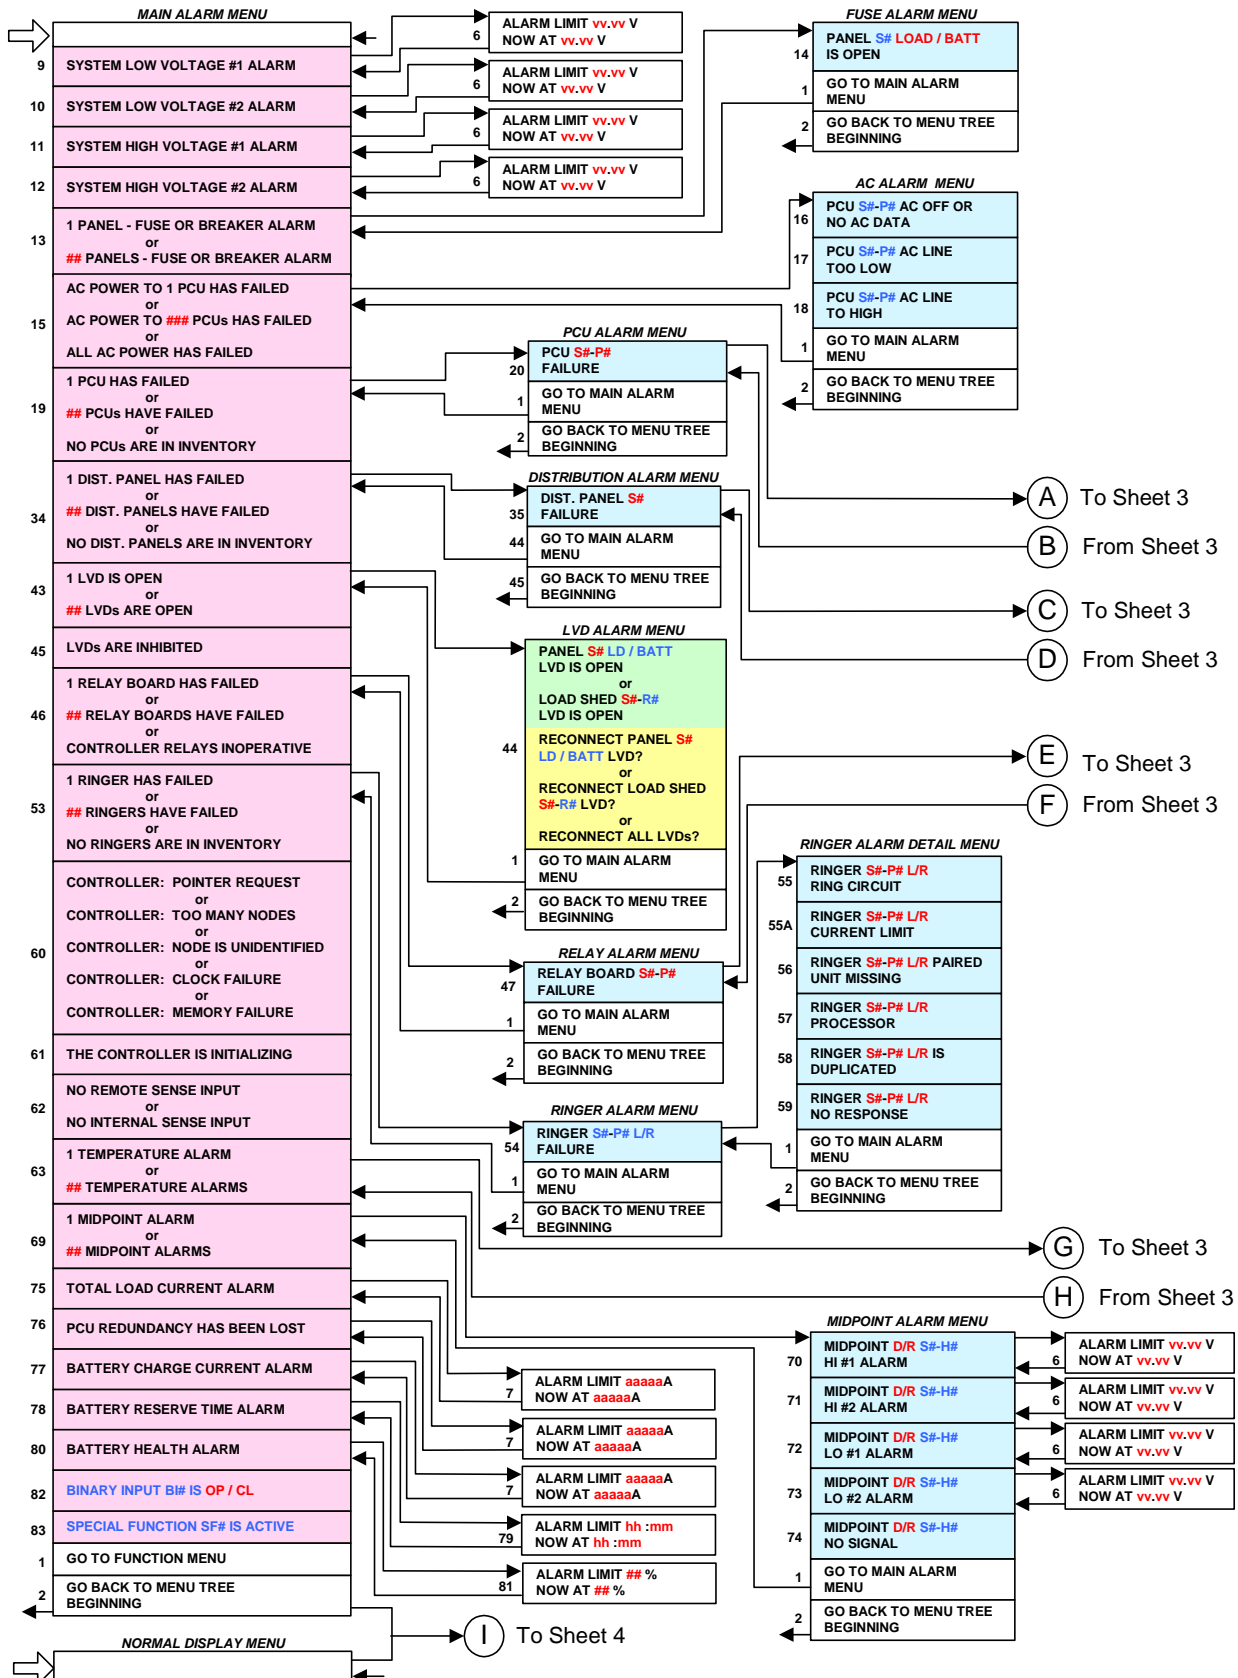 MAIN ALARM MENU
9
SYSTEM LOW VOLTAGE #1 ALARM
10
SYSTEM LOW VOLTAGE #2 ALARM
11
SYSTEM HIGH VOLTAGE #1 ALARM
12
SYSTEM HIGH VOLTAGE #2 ALARM
13
1 PANEL - FUSE OR BREAKER ALARM
or
## PANELS - FUSE OR BREAKER ALARM
15
AC POWER TO 1 PCU HAS FAILED
or
AC POWER TO ### PCUs HAS FAILED
or
ALL AC POWER HAS FAILED
19
1 PCU HAS FAILED
or
## PCUs HAVE FAILED
or
NO PCUs ARE IN INVENTORY
34
1 DIST. PANEL HAS FAILED
or
## DIST. PANELS HAVE FAILED
or
NO DIST. PANELS ARE IN INVENTORY
43
1 LVD IS OPEN
or
## LVDs ARE OPEN
45
LVDs ARE INHIBITED
46
1 RELAY BOARD HAS FAILED
or
## RELAY BOARDS HAVE FAILED
or
CONTROLLER RELAYS INOPERATIVE
53
1 RINGER HAS FAILED
or
## RINGERS HAVE FAILED
or
NO RINGERS ARE IN INVENTORY
60
CONTROLLER: POINTER REQUEST
or
CONTROLLER: TOO MANY NODES
or
CONTROLLER: NODE IS UNIDENTIFIED
or
CONTROLLER: CLOCK FAILURE
or
CONTROLLER: MEMORY FAILURE
61
THE CONTROLLER IS INITIALIZING
62
NO REMOTE SENSE INPUT
or
NO INTERNAL SENSE INPUT
63
1 TEMPERATURE ALARM
or
## TEMPERATURE ALARMS
69
1 MIDPOINT ALARM
or
## MIDPOINT ALARMS
75
TOTAL LOAD CURRENT ALARM
76
PCU REDUNDANCY HAS BEEN LOST
77
BATTERY CHARGE CURRENT ALARM
78
BATTERY RESERVE TIME ALARM
80
BATTERY HEALTH ALARM
82
BINARY INPUT BI# IS OP / CL
83
SPECIAL FUNCTION SF# IS ACTIVE
1
GO TO FUNCTION MENU
2
GO BACK TO MENU TREE
BEGINNING
NORMAL DISPLAY MENU
6
ALARM LIMIT vv.vv V
NOW AT vv.vv V
6
ALARM LIMIT vv.vv V
NOW AT vv.vv V
6
ALARM LIMIT vv.vv V
NOW AT vv.vv V
6
ALARM LIMIT vv.vv V
NOW AT vv.vv V
FUSE ALARM MENU
14
PANEL S# LOAD / BATT
IS OPEN
1
GO TO MAIN ALARM
MENU
2
GO BACK TO MENU TREE
BEGINNING
AC ALARM MENU
16
PCU S#-P# AC OFF OR
NO AC DATA
17
PCU S#-P# AC LINE
TOO LOW
18
PCU S#-P# AC LINE
TO HIGH
1
GO TO MAIN ALARM
MENU
2
GO BACK TO MENU TREE
BEGINNING
PCU ALARM MENU
20
PCU S#-P#
FAILURE
1
GO TO MAIN ALARM
MENU
2
GO BACK TO MENU TREE
BEGINNING
DISTRIBUTION ALARM MENU
35
DIST. PANEL S#
FAILURE
44
GO TO MAIN ALARM
MENU
45
GO BACK TO MENU TREE
BEGINNING
A To Sheet 3
B From Sheet 3
C To Sheet 3
D From Sheet 3
LVD ALARM MENU
PANEL S# LD / BATT
LVD IS OPEN
or
LOAD SHED S#-R#
LVD IS OPEN
44
RECONNECT PANEL S#
LD / BATT LVD?
or
RECONNECT LOAD SHED
S#-R# LVD?
or
RECONNECT ALL LVDs?
1
GO TO MAIN ALARM
MENU
2
GO BACK TO MENU TREE
BEGINNING
E To Sheet 3
F From Sheet 3
RELAY ALARM MENU
47
RELAY BOARD S#-P#
FAILURE
1
GO TO MAIN ALARM
MENU
2
GO BACK TO MENU TREE
BEGINNING
RINGER ALARM MENU
54
RINGER S#-P# L/R
FAILURE
1
GO TO MAIN ALARM
MENU
2
GO BACK TO MENU TREE
BEGINNING
RINGER ALARM DETAIL MENU
55
RINGER S#-P# L/R
RING CIRCUIT
55A
RINGER S#-P# L/R
CURRENT LIMIT
56
RINGER S#-P# L/R PAIRED
UNIT MISSING
57
RINGER S#-P# L/R
PROCESSOR
58
RINGER S#-P# L/R IS
DUPLICATED
59
RINGER S#-P# L/R
NO RESPONSE
1
GO TO MAIN ALARM
MENU
2
GO BACK TO MENU TREE
BEGINNING
G To Sheet 3
H From Sheet 3
7
ALARM LIMIT aaaaaA
NOW AT aaaaaA
7
ALARM LIMIT aaaaaA
NOW AT aaaaaA
7
ALARM LIMIT aaaaaA
NOW AT aaaaaA
79
ALARM LIMIT hh :mm
NOW AT hh :mm
81
ALARM LIMIT ## %
NOW AT ## %
I To Sheet 4
MIDPOINT ALARM MENU
70
MIDPOINT D/R S#-H#
HI #1 ALARM
71
MIDPOINT D/R S#-H#
HI #2 ALARM
72
MIDPOINT D/R S#-H#
LO #1 ALARM
73
MIDPOINT D/R S#-H#
LO #2 ALARM
74
MIDPOINT D/R S#-H#
NO SIGNAL
1
GO TO MAIN ALARM
MENU
2
GO BACK TO MENU TREE
BEGINNING
6
ALARM LIMIT vv.vv V
NOW AT vv.vv V
6
ALARM LIMIT vv.vv V
NOW AT vv.vv V
6
ALARM LIMIT vv.vv V
NOW AT vv.vv V
6
ALARM LIMIT vv.vv V
NOW AT vv.vv V